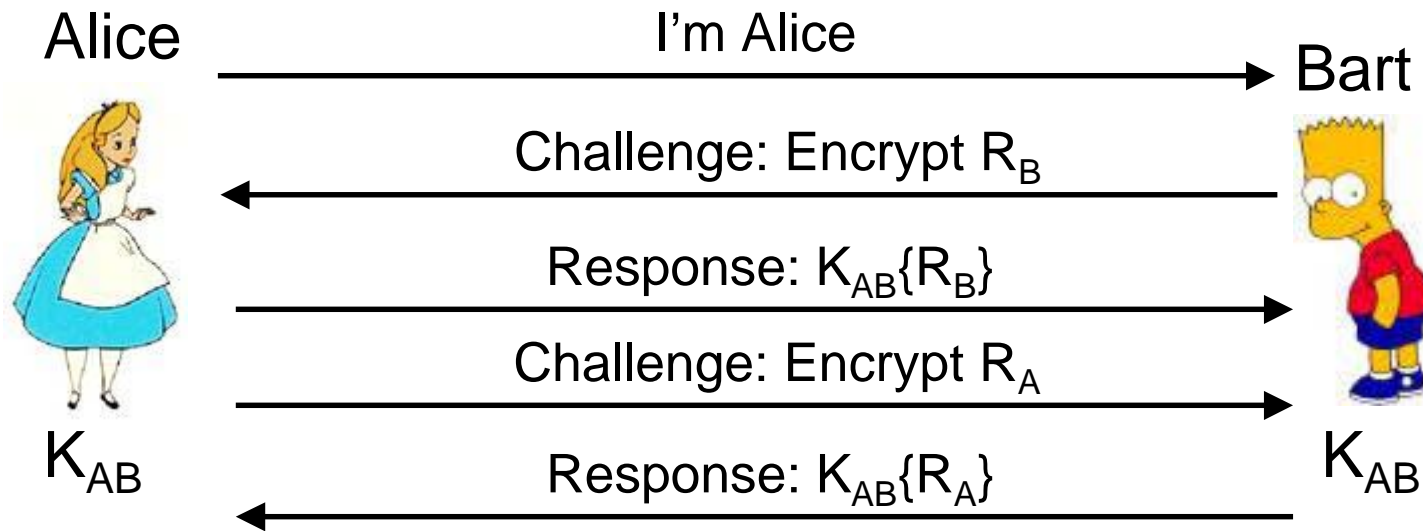 Alice
I’m Alice
Bart
Challenge: Encrypt R_B
Response: K_AB{R_B}
Challenge: Encrypt R_A
Response: K_AB{R_A}
K_AB
K_AB